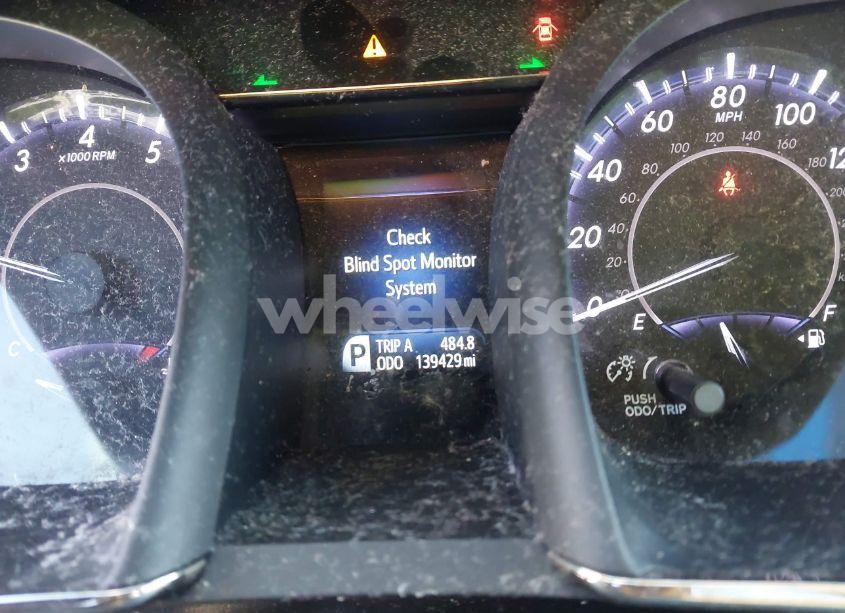 3
4
5
x1000 RPM
C
Check
Blind Spot Monitor
System
wheelwise
P
TRIP A 484.8
ODO 139429 mi
0
20
40
60
80
100
MPH
20
40
60
80
100
120
140
160
180
E
F
PUSH
ODO/TRIP